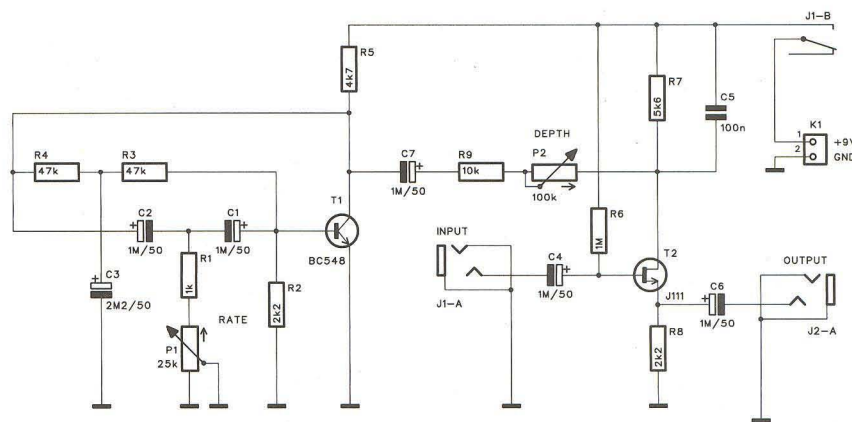 J1-B
R5
4k7
R7
5k6
C5
100n
K1
1
+9V
2
GND
DEPTH
R4
47k
R3
47k
C7
+
1M/50
R9
10k
P2
100k
T1
BC548
R6
1M
C2
+
1M/50
C1
+
1M/50
INPUT
J1-A
C4
+
1M/50
T2
J111
OUTPUT
C6
+
1M/50
J2-A
C3
+
2M2/50
R1
1k
R2
2k2
RATE
P1
25k
R8
2k2